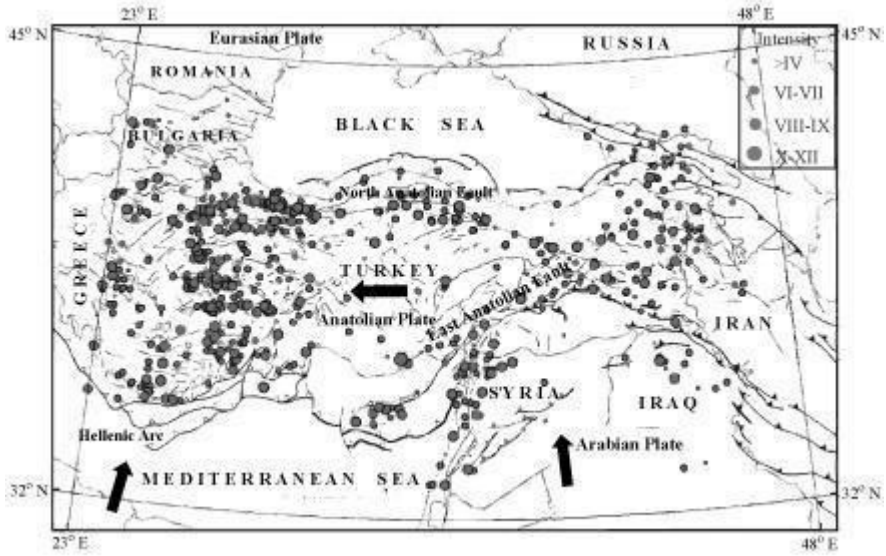 23° E
48° E
45° N
45° N
Eurasian Plate
RUSSIA
Intensity
>IV
VI-VII
VIII-IX
X-XII
ROMANIA
BULGARIA
BLACK SEA
North Anatolian Fault
GREECE
TURKEY
East Anatolian Fault
Anatolian Plate
IRAN
SYRIA
IRAQ
Hellenic Arc
Arabian Plate
MEDITERRANEAN SEA
32° N
32° N
23° E
48° E